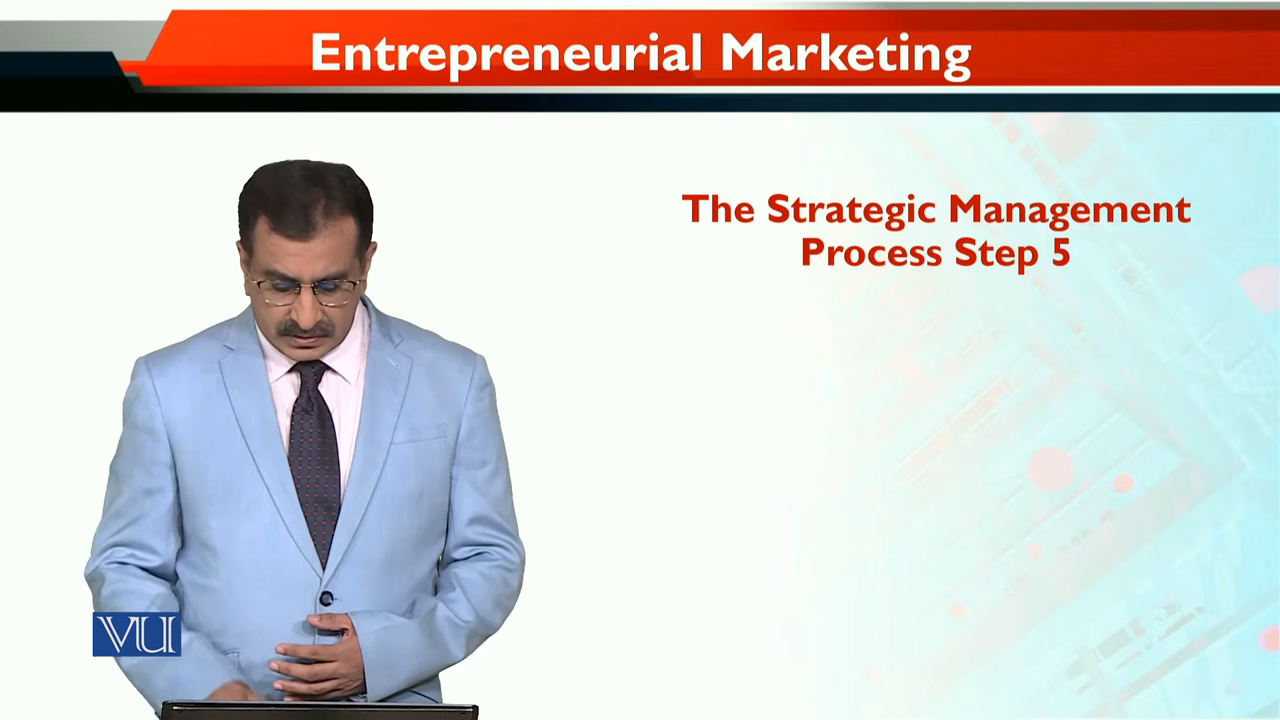 Entrepreneurial Marketing
The Strategic Management
Process Step 5
VU